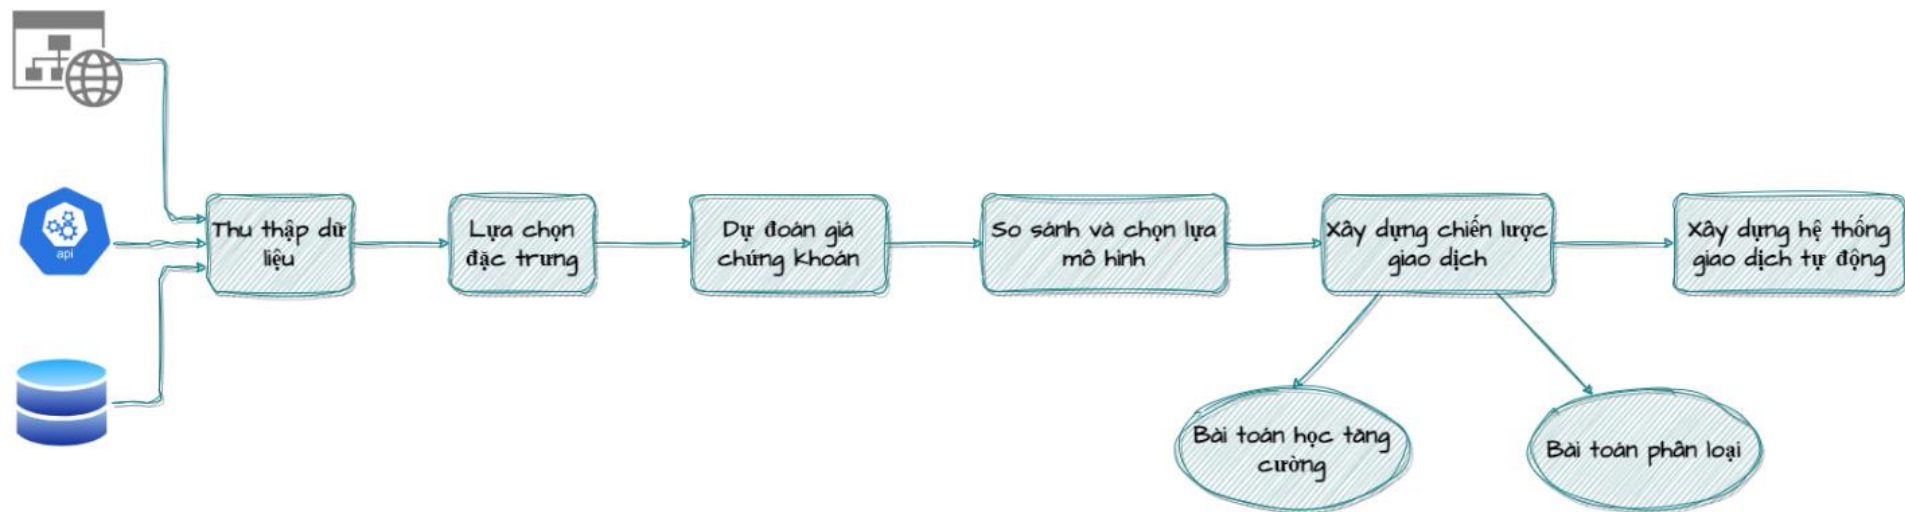 api
Thu thập dữ
liệu
Lựa chọn
đặc trưng
Dự đoán giá
chứng khoán
So sánh và chọn lựa
mô hình
Xây dựng chiến lược
giao dịch
Xây dựng hệ thống
giao dịch tự động
Bài toán học tăng
cường
Bài toán phân loại